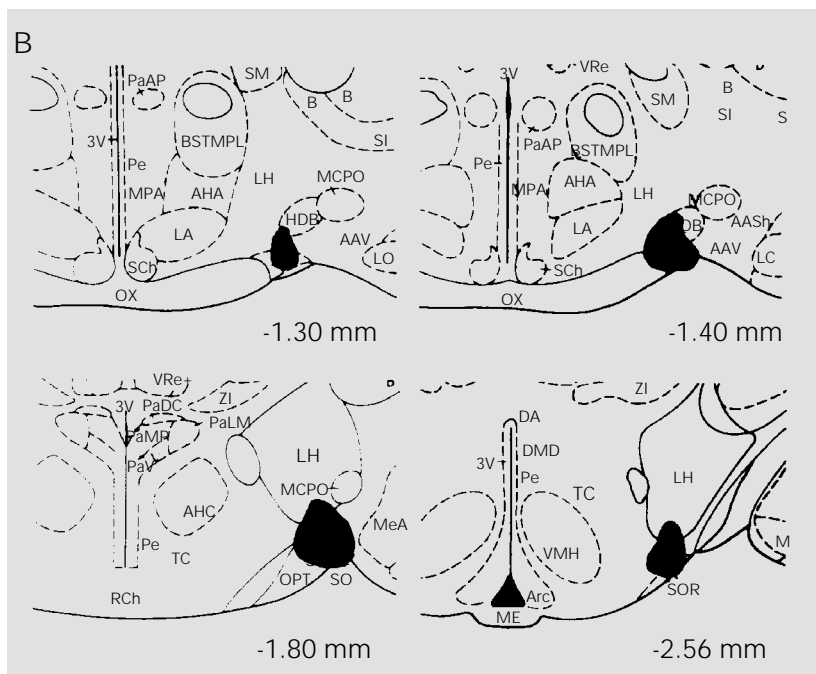 B
PaAP
SM
B
B
3V
BSTMPL
SI
Pe
MPA
AHA
LH
MCPO
HDB
LA
AAV
LO
SCh
OX
-1.30 mm
3V
VRe
SM
B
SI
S
PaAP
Pe
BSTMPL
MPA
AHA
LH
MCPO
AASh
LA
DB
AAV
LC
SCh
OX
-1.40 mm
VRe
3V
PaDC
ZI
PaMP
PaLM
PaV
LH
MCPO
AHC
MeA
Pe
TC
OPT
SO
RCh
-1.80 mm
ZI
DA
DMD
3V
Pe
TC
LH
VMH
M
Arc
SOR
ME
-2.56 mm